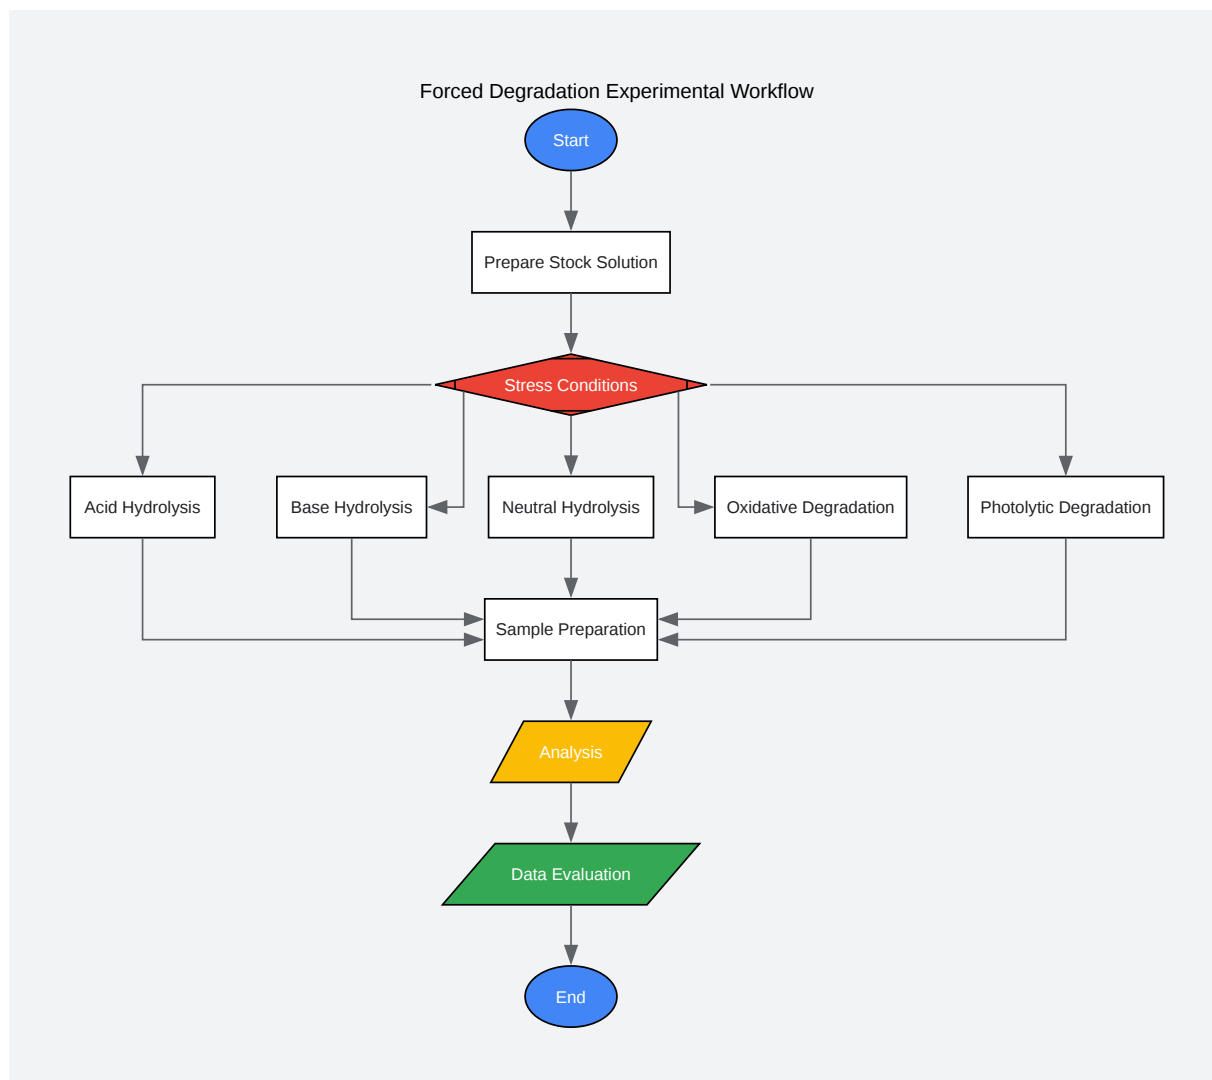 Forced Degradation Experimental Workflow
Start
Prepare Stock Solution
Stress Conditions
Acid Hydrolysis
Base Hydrolysis
Neutral Hydrolysis
Oxidative Degradation
Photolytic Degradation
Sample Preparation
Analysis
Data Evaluation
End